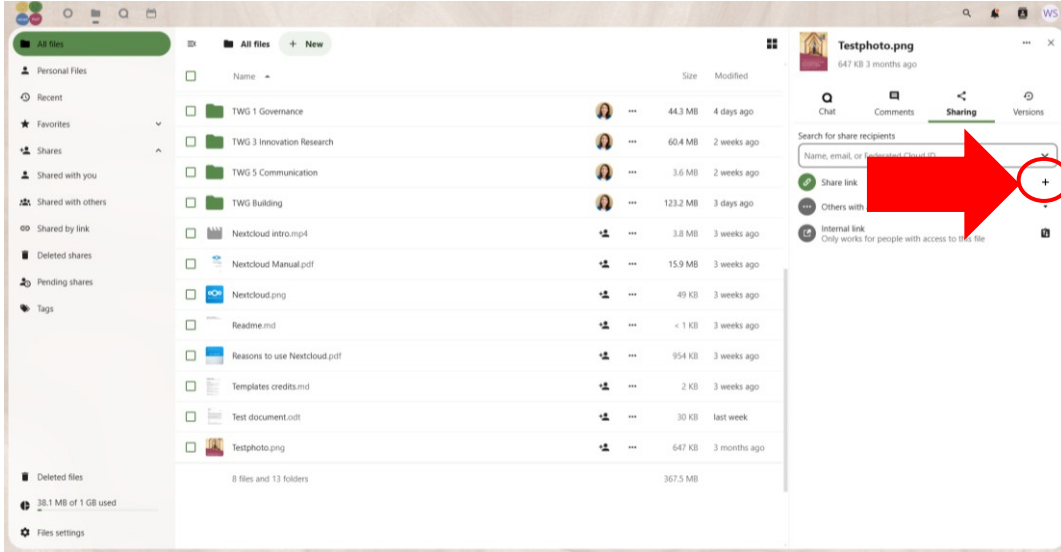 WS
All files
Personal Files
Recent
Favorites
Shares
Shared with you
Shared with others
Shared by link
Deleted shares
Pending shares
Tags
Deleted files
38.1 MB of 1 GB used
Files settings
All files + New
Name Size Modified
TWG 1 Governance 44.3 MB 4 days ago
TWG 3 Innovation Research 60.4 MB 2 weeks ago
TWG 5 Communication 3.6 MB 2 weeks ago
TWG Building 123.2 MB 3 days ago
Nextcloud intro.mp4 3.8 MB 3 weeks ago
Nextcloud Manual.pdf 15.9 MB 3 weeks ago
Nextcloud.png 49 KB 3 weeks ago
Readme.md < 1 KB 3 weeks ago
Reasons to use Nextcloud.pdf 954 KB 3 weeks ago
Templates credits.md 2 KB 3 weeks ago
Test document.odt 30 KB last week
Testphoto.png 647 KB 3 months ago
8 files and 13 folders 367.5 MB
Testphoto.png
647 KB 3 months ago
Chat Comments Sharing Versions
Search for share recipients
Name, email, or Federated Cloud ID
Share link
Others with
Internal link
Only works for people with access to this file